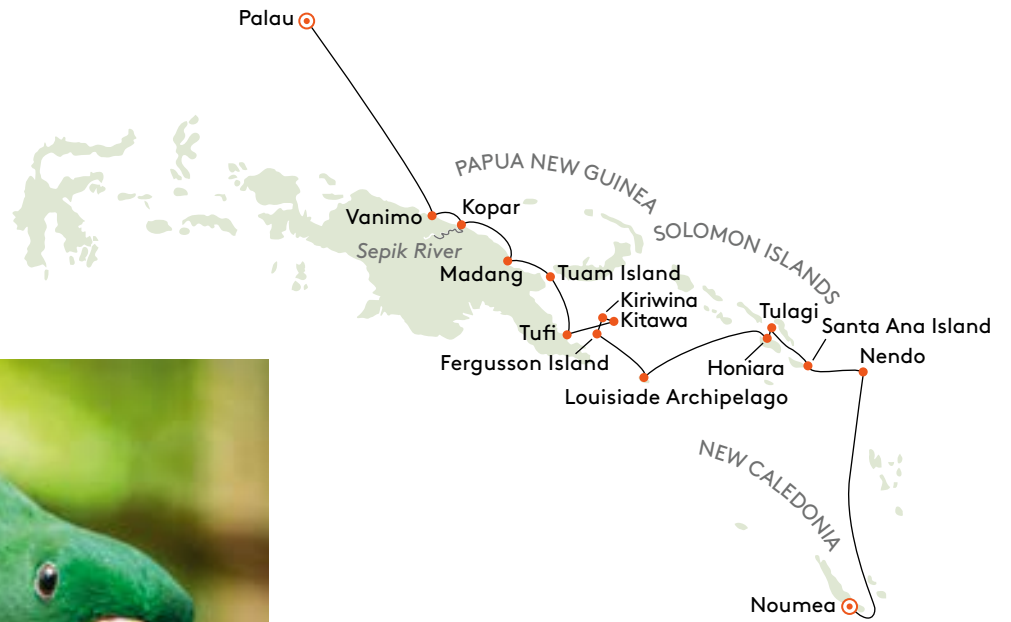 Palau
PAPUA NEW GUINEA
Vanimo
Kopar
Sepik River
SOLOMON ISLANDS
Madang
Tuam Island
Kiriwina
Kitawa
Tufi
Tulagi
Santa Ana Island
Fergusson Island
Honiara
Nendo
Louisiade Archipelago
NEW CALEDONIA
Noumea